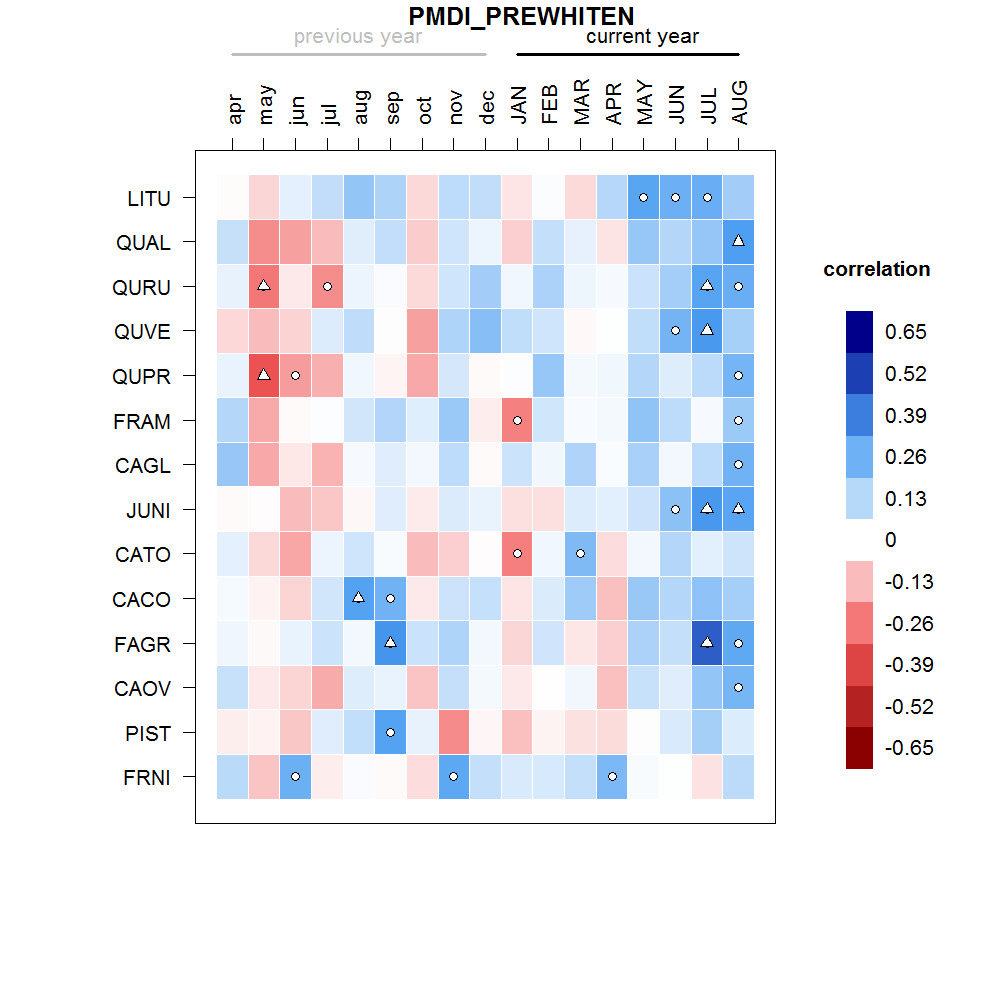 PMDI_PREWHITEN
previous year current year
apr may jun jul aug sep oct nov dec JAN FEB MAR APR MAY JUN JUL AUG
LITU
QUAL
QURU
QUVE
QUPR
FRAM
CAGL
JUNI
CATO
CACO
FAGR
CAOV
PIST
FRNI
correlation
0.65
0.52
0.39
0.26
0.13
0
-0.13
-0.26
-0.39
-0.52
-0.65